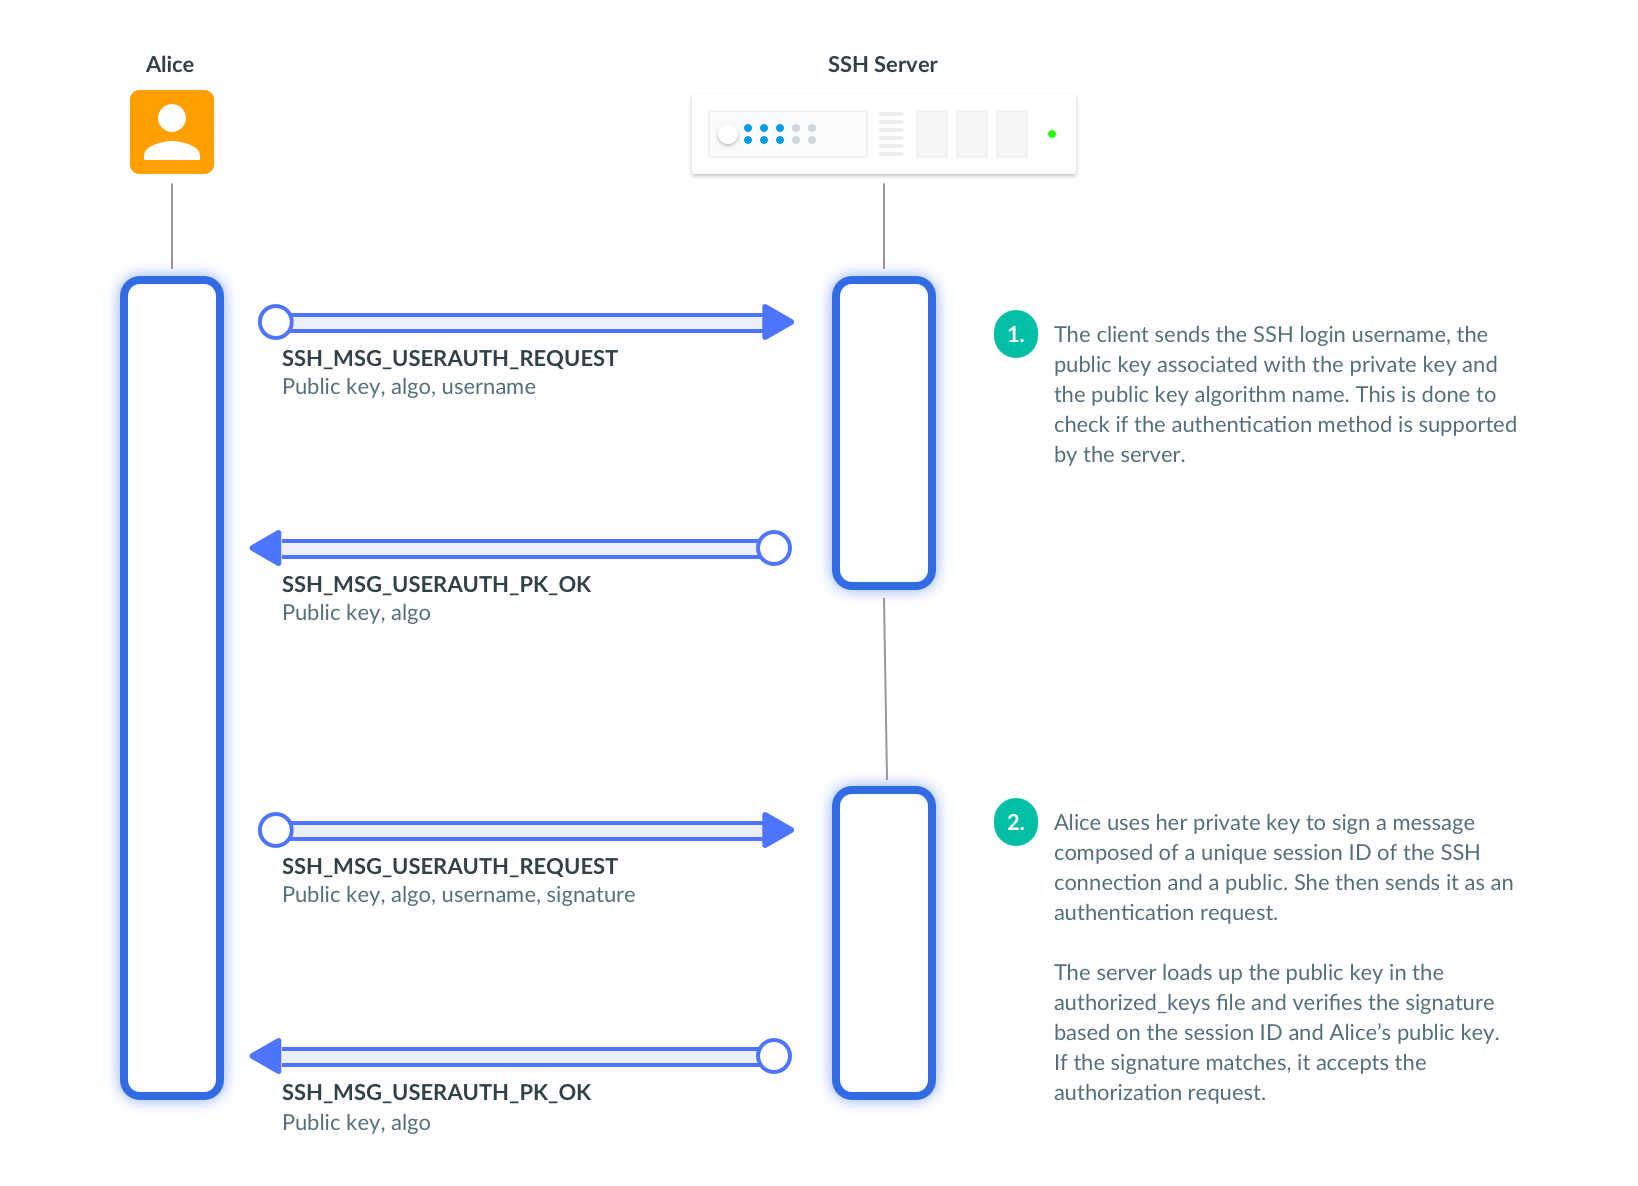 Alice
SSH Server
SSH_MSG_USERAUTH_REQUEST
Public key, algo, username
1.
The client sends the SSH login username, the
public key associated with the private key and
the public key algorithm name. This is done to
check if the authentication method is supported
by the server.
SSH_MSG_USERAUTH_PK_OK
Public key, algo
SSH_MSG_USERAUTH_REQUEST
Public key, algo, username, signature
2.
Alice uses her private key to sign a message
composed of a unique session ID of the SSH
connection and a public. She then sends it as an
authentication request.
The server loads up the public key in the
authorized_keys file and verifies the signature
based on the session ID and Alice’s public key.
If the signature matches, it accepts the
authorization request.
SSH_MSG_USERAUTH_PK_OK
Public key, algo